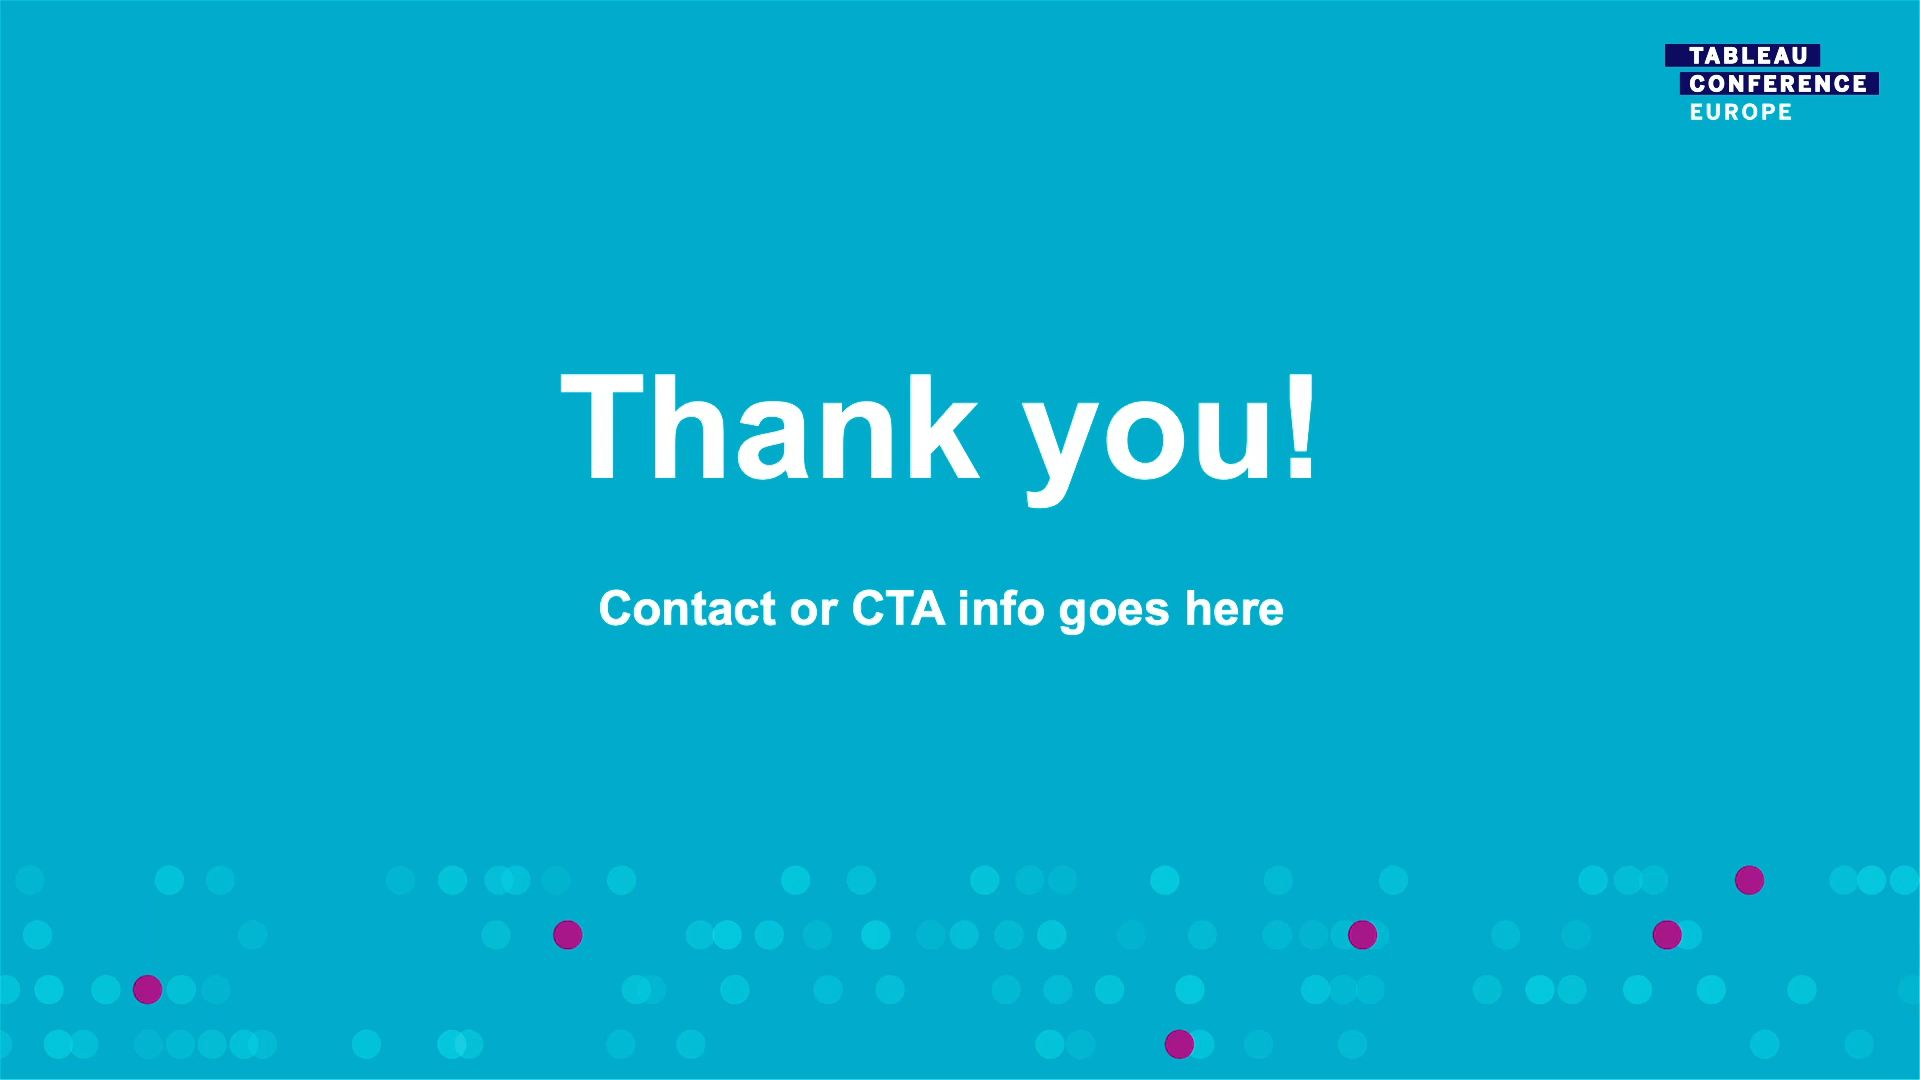 TABLEAU
CONFERENCE
EUROPE
Thank you!
Contact or CTA info goes here